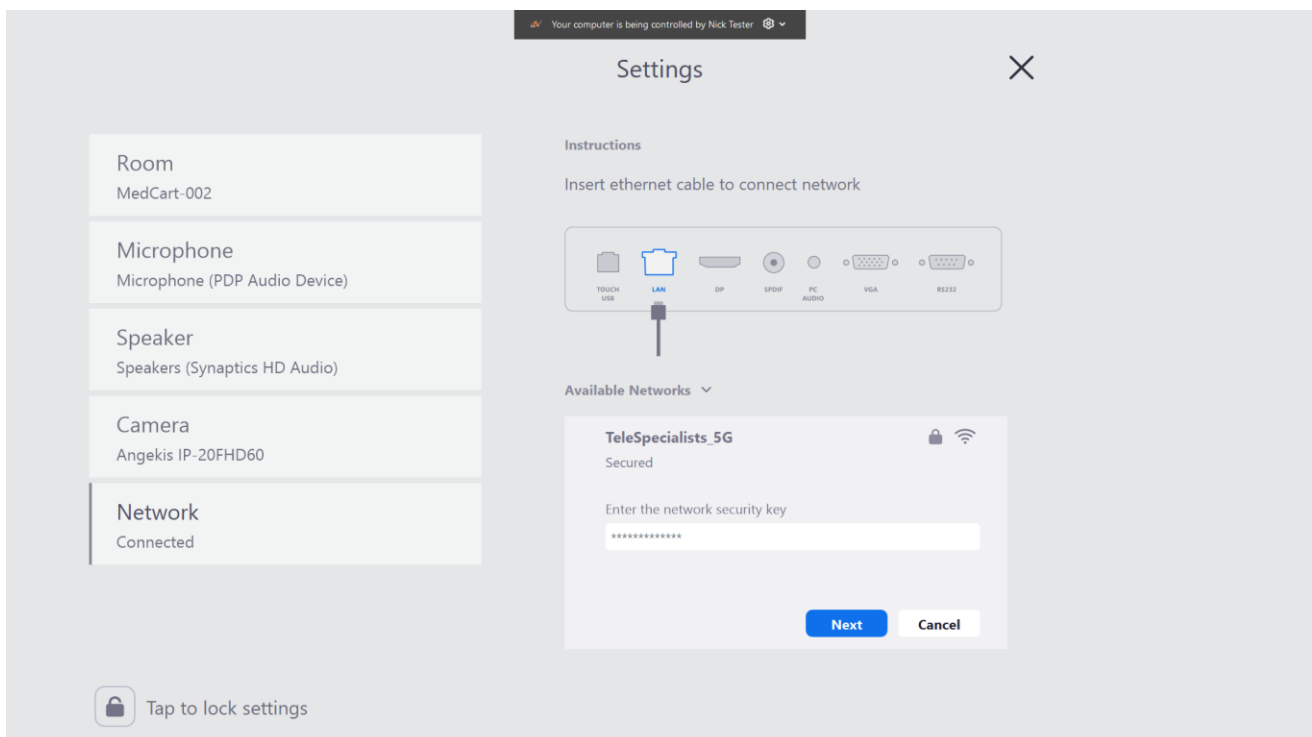 Your computer is being controlled by Nick Tester
Settings
Room
MedCart-002
Microphone
Microphone (PDP Audio Device)
Speaker
Speakers (Synaptics HD Audio)
Camera
Angekis IP-20FHD60
Network
Connected
Tap to lock settings
Instructions
Insert ethernet cable to connect network
TOUCH USB LAN DP SPDIF PC AUDIO VGA RS232
Available Networks
TeleSpecialists_5G
Secured
Enter the network security key
*************
Next Cancel